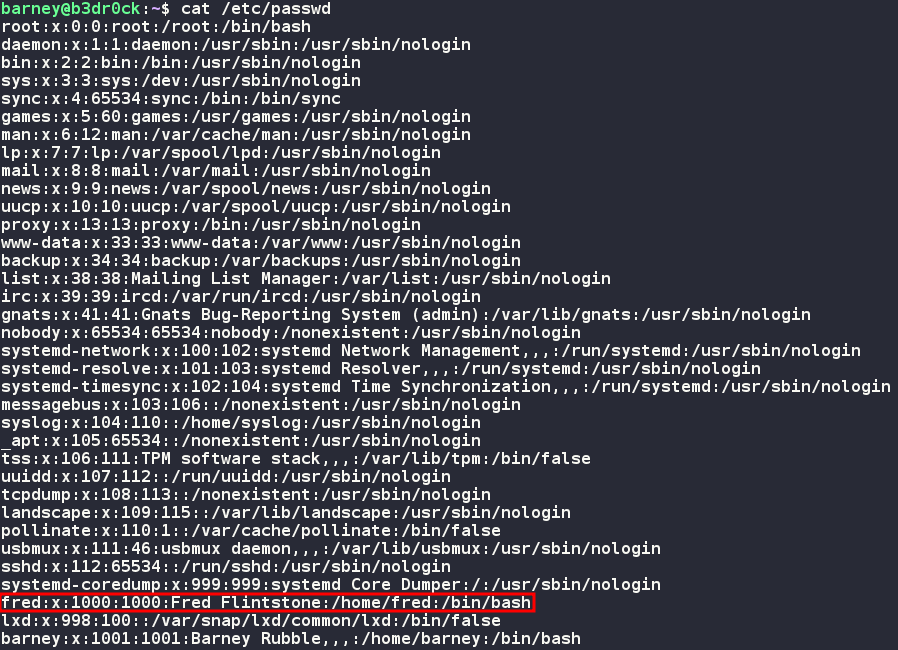 barney@b3dr0ck:~$ cat /etc/passwd
root:x:0:0:root:/root:/bin/bash
daemon:x:1:1:daemon:/usr/sbin:/usr/sbin/nologin
bin:x:2:2:bin:/bin:/usr/sbin/nologin
sys:x:3:3:sys:/dev:/usr/sbin/nologin
sync:x:4:65534:sync:/bin:/bin/sync
games:x:5:60:games:/usr/games:/usr/sbin/nologin
man:x:6:12:man:/var/cache/man:/usr/sbin/nologin
lp:x:7:7:lp:/var/spool/lpd:/usr/sbin/nologin
mail:x:8:8:mail:/var/mail:/usr/sbin/nologin
news:x:9:9:news:/var/spool/news:/usr/sbin/nologin
uucp:x:10:10:uucp:/var/spool/uucp:/usr/sbin/nologin
proxy:x:13:13:proxy:/bin:/usr/sbin/nologin
www-data:x:33:33:www-data:/var/www:/usr/sbin/nologin
backup:x:34:34:backup:/var/backups:/usr/sbin/nologin
list:x:38:38:Mailing List Manager:/var/list:/usr/sbin/nologin
irc:x:39:39:ircd:/var/run/ircd:/usr/sbin/nologin
gnats:x:41:41:Gnats Bug-Reporting System (admin):/var/lib/gnats:/usr/sbin/nologin
nobody:x:65534:65534:nobody:/nonexistent:/usr/sbin/nologin
systemd-network:x:100:102:systemd Network Management,,,:/run/systemd:/usr/sbin/nologin
systemd-resolve:x:101:103:systemd Resolver,,,:/run/systemd:/usr/sbin/nologin
systemd-timesync:x:102:104:systemd Time Synchronization,,,:/run/systemd:/usr/sbin/nologin
messagebus:x:103:106::/nonexistent:/usr/sbin/nologin
syslog:x:104:110::/home/syslog:/usr/sbin/nologin
_apt:x:105:65534::/nonexistent:/usr/sbin/nologin
tss:x:106:111:TPM software stack,,,:/var/lib/tpm:/bin/false
uuidd:x:107:112::/run/uuidd:/usr/sbin/nologin
tcpdump:x:108:113::/nonexistent:/usr/sbin/nologin
landscape:x:109:115::/var/lib/landscape:/usr/sbin/nologin
pollinate:x:110:1::/var/cache/pollinate:/bin/false
usbmux:x:111:46:usbmux daemon,,,:/var/lib/usbmux:/usr/sbin/nologin
sshd:x:112:65534::/run/sshd:/usr/sbin/nologin
systemd-coredump:x:999:999:systemd Core Dumper:/:/usr/sbin/nologin
fred:x:1000:1000:Fred Flintstone:/home/fred:/bin/bash
lxd:x:998:100::/var/snap/lxd/common/lxd:/bin/false
barney:x:1001:1001:Barney Rubble,,,:/home/barney:/bin/bash